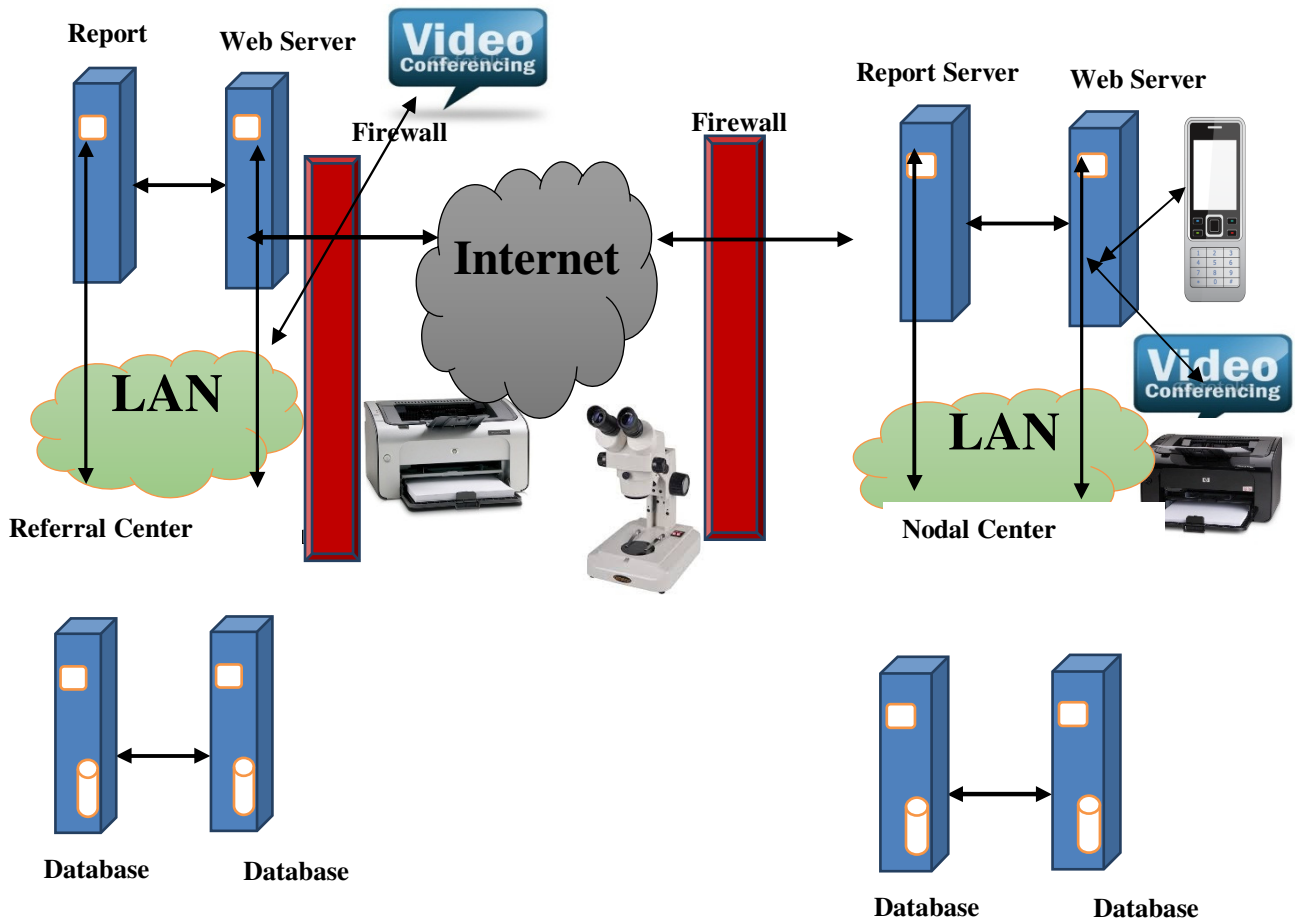 Report
Web Server
Video
Conferencing
Firewall
Firewall
Report Server
Web Server
Internet
LAN
Referral Center
Video
Conferencing
LAN
Nodal Center
Database
Database
Database
Database